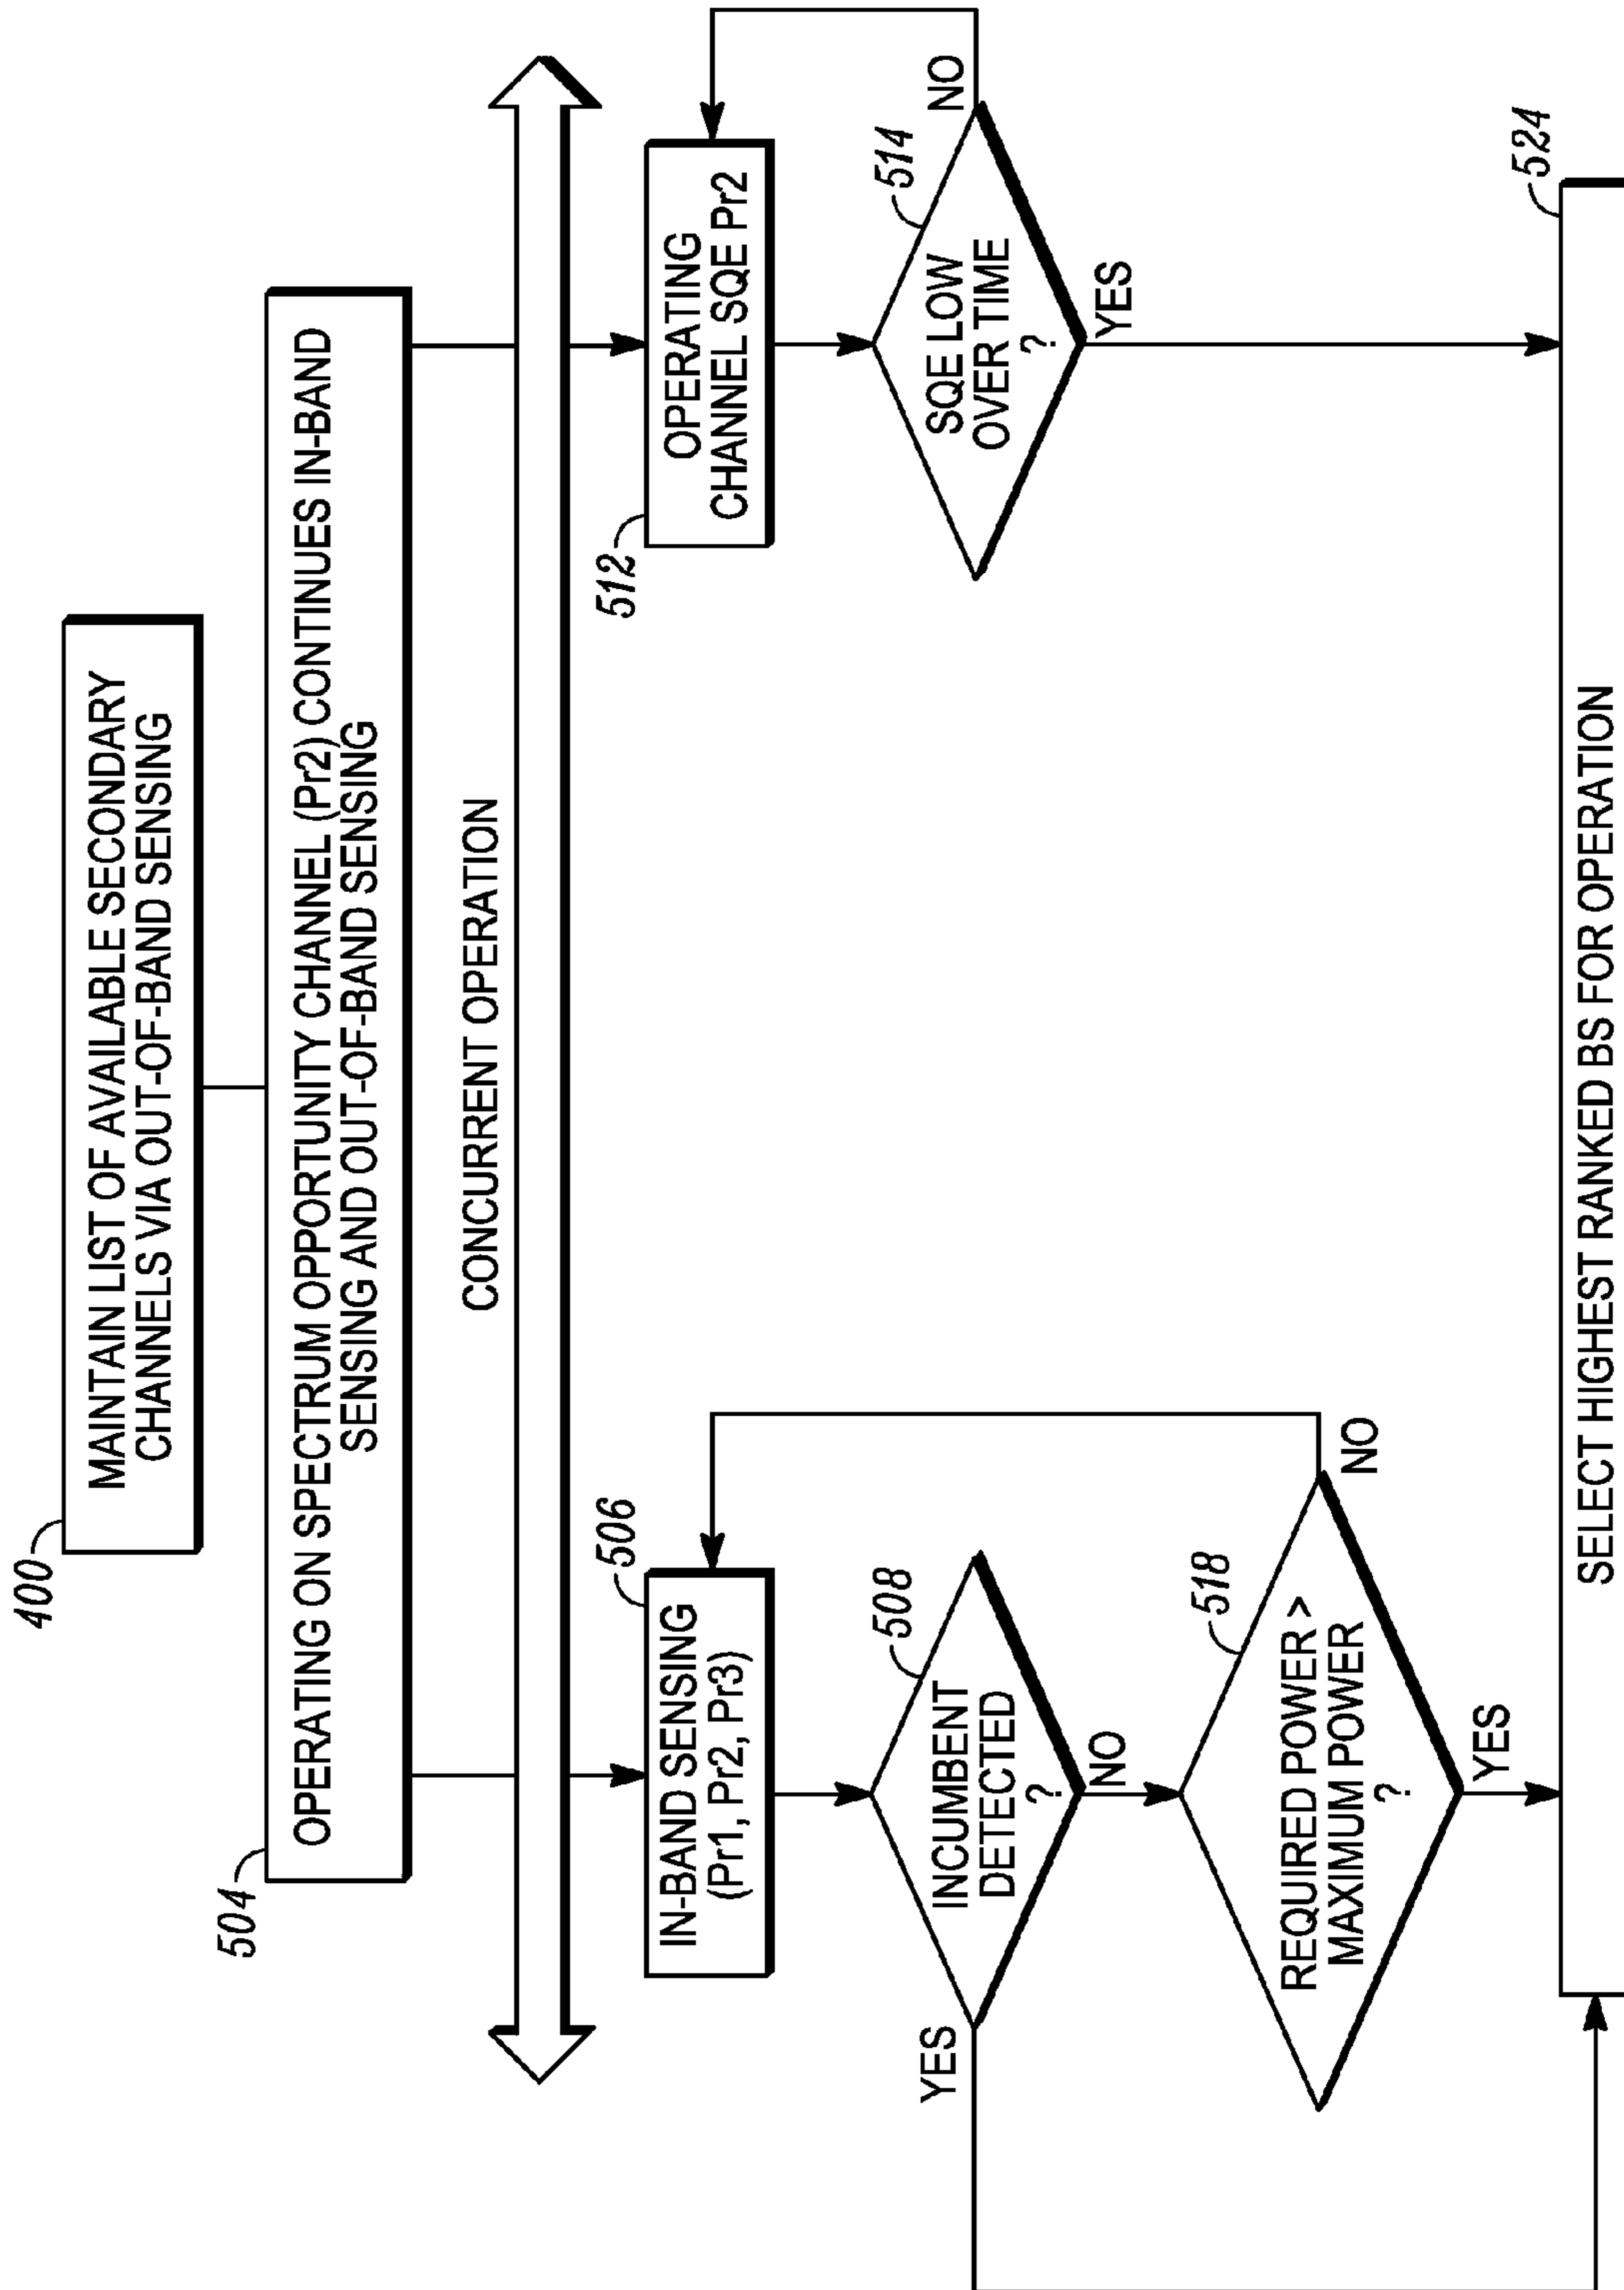 400
MAINTAIN LIST OF AVAILABLE SECONDARY
CHANNELS VIA OUT-OF-BAND SENSING
504
OPERATING ON SPECTRUM OPPORTUNITY CHANNEL (Pr2) CONTINUES IN-BAND
SENSING AND OUT-OF-BAND SENSING
CONCURRENT OPERATION
506
IN-BAND SENSING
(Pr1, Pr2, Pr3)
508
INCUMBENT
DETECTED
?
YES
NO
518
REQUIRED POWER >
MAXIMUM POWER
?
NO
YES
512
OPERATING
CHANNEL SQE Pr2
514
SQE LOW
OVER TIME
?
NO
YES
524
SELECT HIGHEST RANKED BS FOR OPERATION